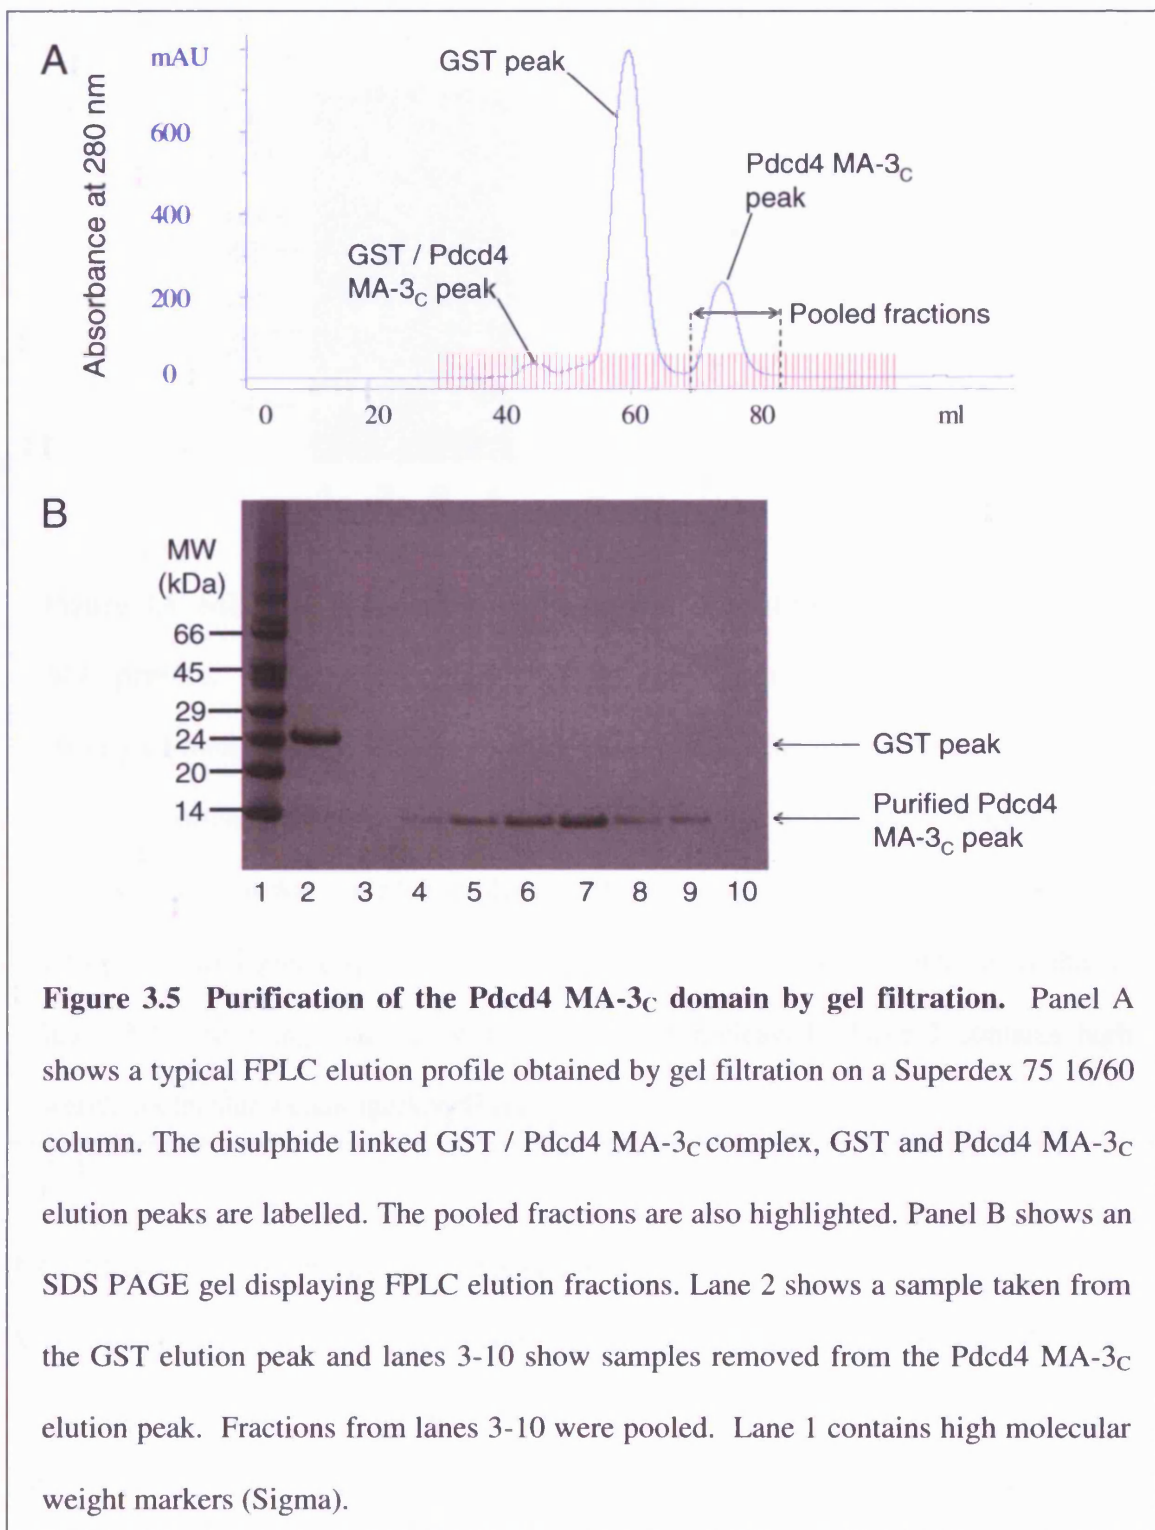 A
mAU
600
400
200
0
Absorbance at 280 nm
GST peak
Pdcd4 MA-3C
peak
GST / Pdcd4
MA-3C peak
Pooled fractions
0 20 40 60 80 ml
B
MW
(kDa)
66
45
29
24
20
14
GST peak
Purified Pdcd4
MA-3C peak
1 2 3 4 5 6 7 8 9 10
Figure 3.5 Purification of the Pdcd4 MA-3C domain by gel filtration. Panel A
shows a typical FPLC elution profile obtained by gel filtration on a Superdex 75 16/60
column. The disulphide linked GST / Pdcd4 MA-3C complex, GST and Pdcd4 MA-3C
elution peaks are labelled. The pooled fractions are also highlighted. Panel B shows an
SDS PAGE gel displaying FPLC elution fractions. Lane 2 shows a sample taken from
the GST elution peak and lanes 3-10 show samples removed from the Pdcd4 MA-3C
elution peak. Fractions from lanes 3-10 were pooled. Lane 1 contains high molecular
weight markers (Sigma).